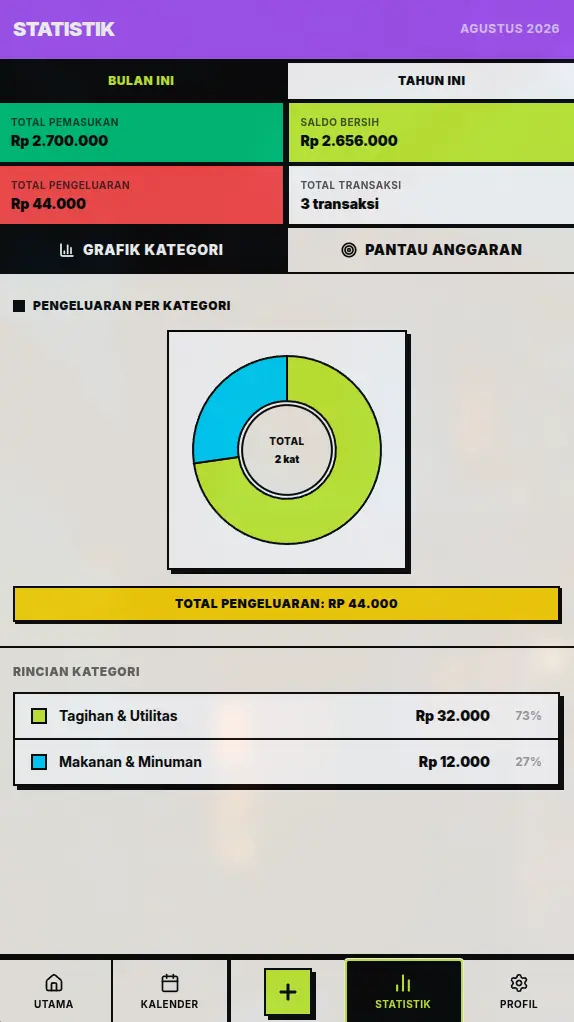 STATISTIK
AGUSTUS 2026
BULAN INI
TAHUN INI
TOTAL PEMASUKAN
Rp 2.700.000
SALDO BERSIH
Rp 2.656.000
TOTAL PENGELUARAN
Rp 44.000
TOTAL TRANSAKSI
3 transaksi
GRAFIK KATEGORI
PANTAU ANGGARAN
PENGELUARAN PER KATEGORI
TOTAL
2 kat
TOTAL PENGELUARAN: RP 44.000
RINCIAN KATEGORI
Tagihan & Utilitas Rp 32.000 73%
Makanan & Minuman Rp 12.000 27%
UTAMA
KALENDER
STATISTIK
PROFIL